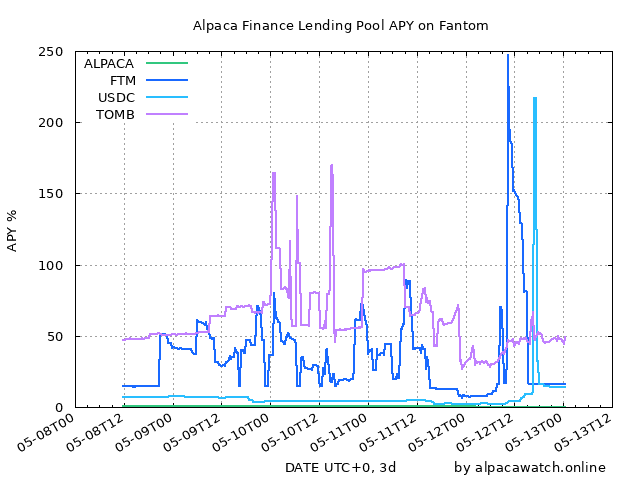 Alpaca Finance Lending Pool APY on Fantom
250
200
150
100
50
0
APY %
ALPACA
FTM
USDC
TOMB
05-08T00
05-08T12
05-09T00
05-09T12
05-10T00
05-10T12
05-11T00
05-11T12
05-12T00
05-12T12
05-13T00
05-13T12
DATE UTC+0, 3d
by alpacawatch.online